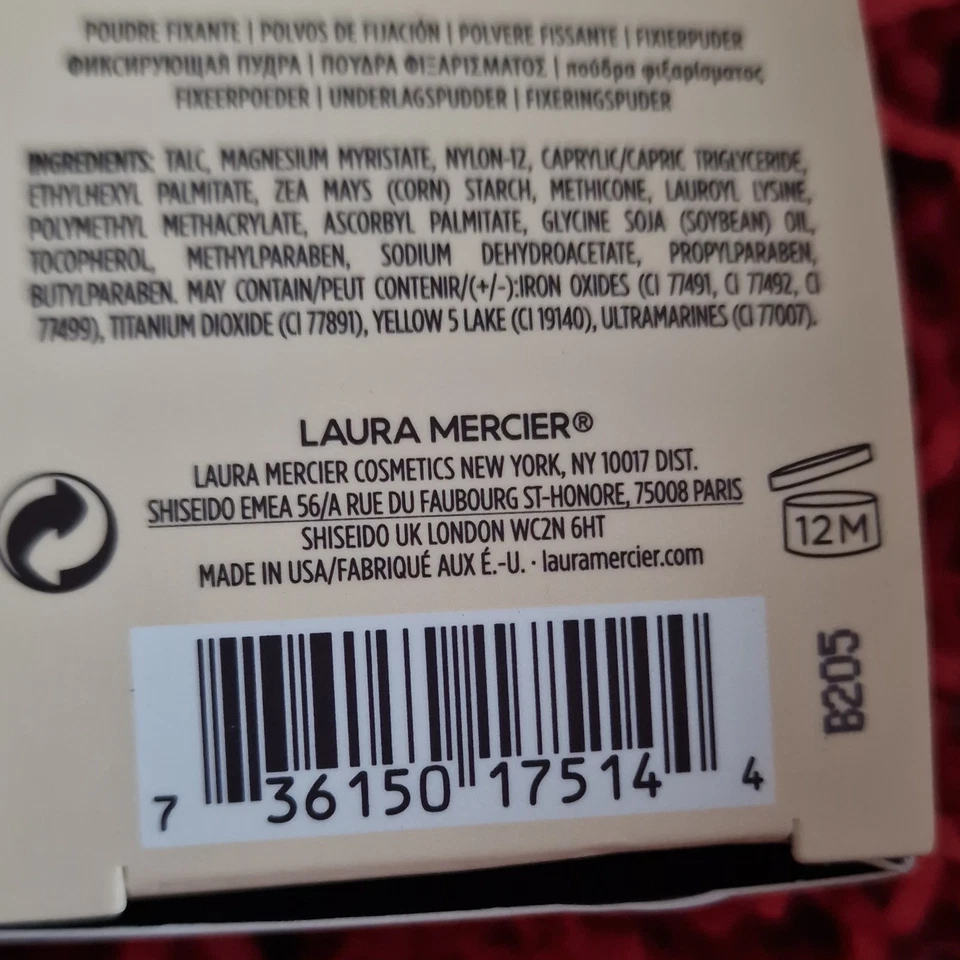 POUDRE FIXANTE | POLVOS DE FIJACIÓN | POLVERE FISSANTE | FIXIERPUDER
ФИКСИРУЮЩАЯ ПУДРА | ΠΟΥΔΡΑ ΦΙΞΑΡΙΣΜΑΤΟΣ | πούδρα φιξαρίσματος
FIXEERPOEDER | UNDERLAGSPUDDER | FIXERINGSPUDER
INGREDIENTS: TALC, MAGNESIUM MYRISTATE, NYLON-12, CAPRYLIC/CAPRIC TRIGLYCERIDE,
ETHYLHEXYL PALMITATE, ZEA MAYS (CORN) STARCH, METHICONE, LAUROYL LYSINE,
POLYMETHYL METHACRYLATE, ASCORBYL PALMITATE, GLYCINE SOJA (SOYBEAN) OIL,
TOCOPHEROL, METHYLPARABEN, SODIUM DEHYDROACETATE, PROPYLPARABEN,
BUTYLPARABEN. MAY CONTAIN/PEUT CONTENIR/(+/-):IRON OXIDES (CI 77491, CI 77492, CI
77499), TITANIUM DIOXIDE (CI 77891), YELLOW 5 LAKE (CI 19140), ULTRAMARINES (CI 77007).
LAURA MERCIER®
LAURA MERCIER COSMETICS NEW YORK, NY 10017 DIST.
SHISEIDO EMEA 56/A RUE DU FAUBOURG ST-HONORE, 75008 PARIS
SHISEIDO UK LONDON WC2N 6HT
MADE IN USA/FABRIQUÉ AUX É.-U. · lauramercier.com
12M
B205
7 36150 17514 4